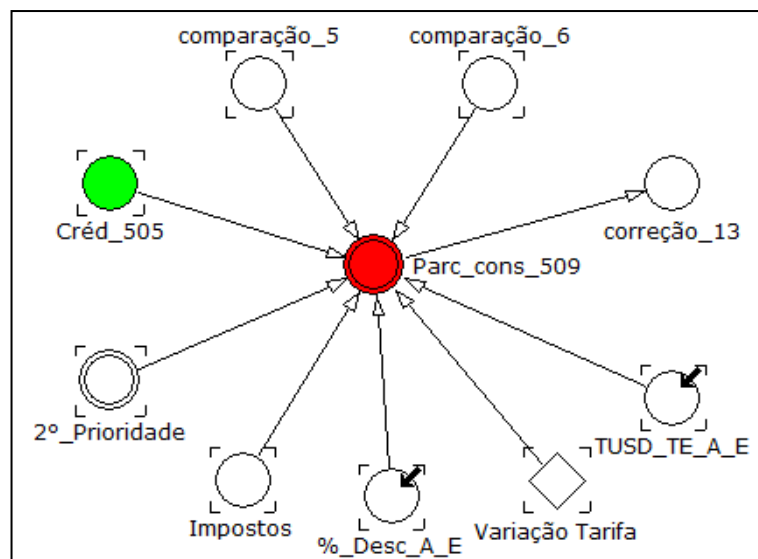 comparação_5
comparação_6
Créd_505
correção_13
Parc_cons_509
2º_Prioridade
TUSD_TE_A_E
Impostos
%_Desc_A_E
Variação Tarifa